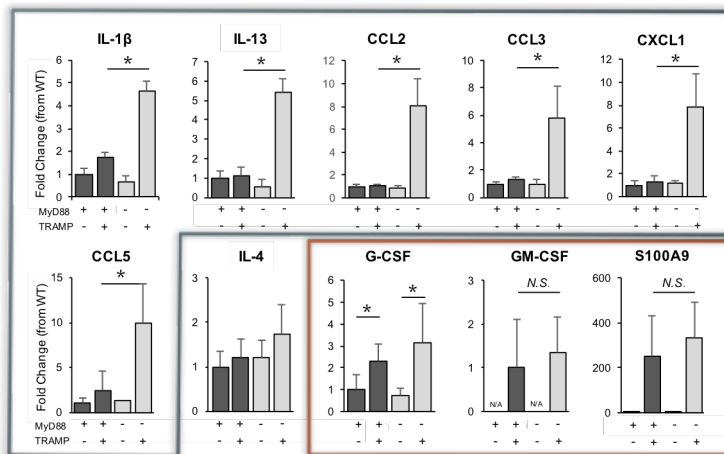 IL-1β IL-13 CCL2 CCL3 CXCL1
Fold Change (from WT)
6 5 4 3 2 1 0
*
7 6 5 4 3 2 1 0
*
12 10 8 6 4 2 0
*
10 8 6 4 2 0
*
12 10 8 6 4 2 0
*
MyD88 + + - - + + - - + + - - + + - - + + - -
TRAMP - + - + - + - + - + - + - + - + - + - +
CCL5 IL-4 G-CSF GM-CSF S100A9
Fold Change (from WT)
15 10 5 0
*
4 3 2 1 0
6 5 4 3 2 1 0
* *
3 2 1 0
N.S.
N/A N/A
600 400 200 0
N.S.
MyD88 + + - - + + - - + + - - + + - - + + - -
TRAMP - + - + - + - + - + - + - + - + - + - +